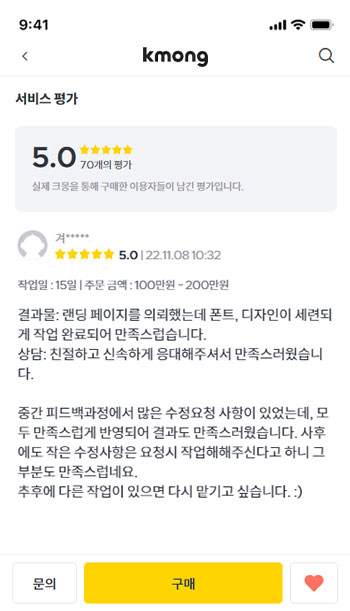 9:41
kmong
서비스 평가
5.0
70개의 평가
실제 크몽을 통해 구매한 이용자들이 남긴 평가입니다.
겨*****
5.0 | 22.11.08 10:32
작업일 : 15일 | 주문 금액 : 100만원 - 200만원
결과물: 랜딩 페이지를 의뢰했는데 폰트, 디자인이 세련되
게 작업 완료되어 만족스럽습니다.
상담: 친절하고 신속하게 응대해주셔서 만족스러웠습니
다.
중간 피드백과정에서 많은 수정요청 사항이 있었는데, 모
두 만족스럽게 반영되어 결과도 만족스러웠습니다. 사후
에도 작은 수정사항은 요청시 작업해해주신다고 하니 그
부분도 만족스럽네요.
추후에 다른 작업이 있으면 다시 맡기고 싶습니다. :)
문의
구매